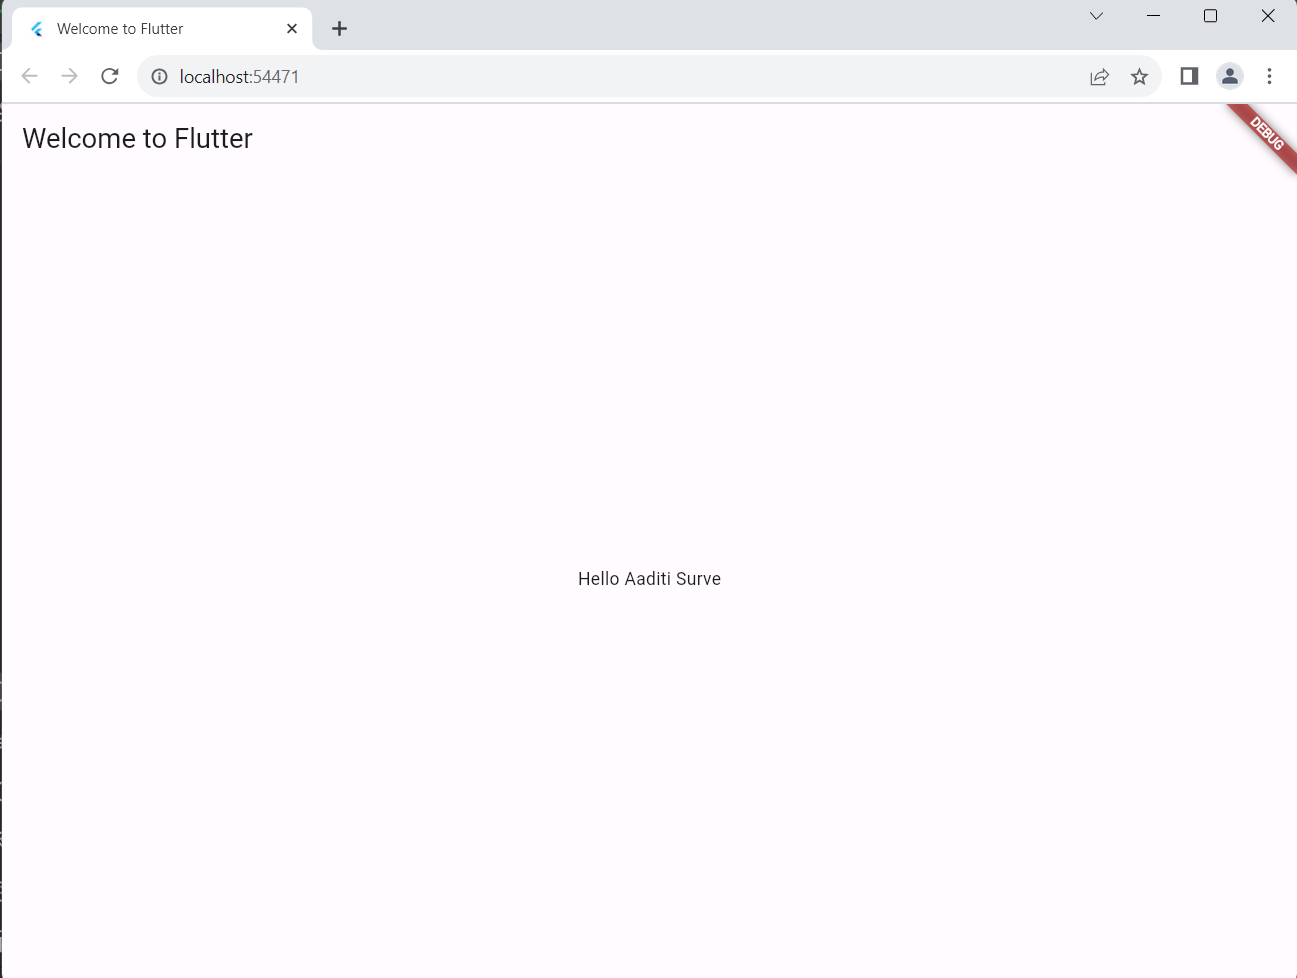 Welcome to Flutter
localhost:54471
Welcome to Flutter
DEBUG
Hello Aaditi Surve